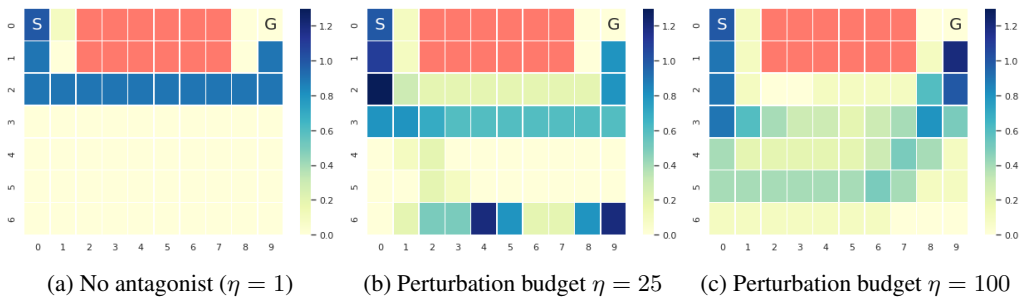 S G
0 1 2 3 4 5 6
0 1 2 3 4 5 6 7 8 9
1.2 1.0 0.8 0.6 0.4 0.2 0.0
(a) No antagonist (η = 1)
S G
0 1 2 3 4 5 6
0 1 2 3 4 5 6 7 8 9
1.2 1.0 0.8 0.6 0.4 0.2 0.0
(b) Perturbation budget η = 25
S G
0 1 2 3 4 5 6
0 1 2 3 4 5 6 7 8 9
1.2 1.0 0.8 0.6 0.4 0.2 0.0
(c) Perturbation budget η = 100